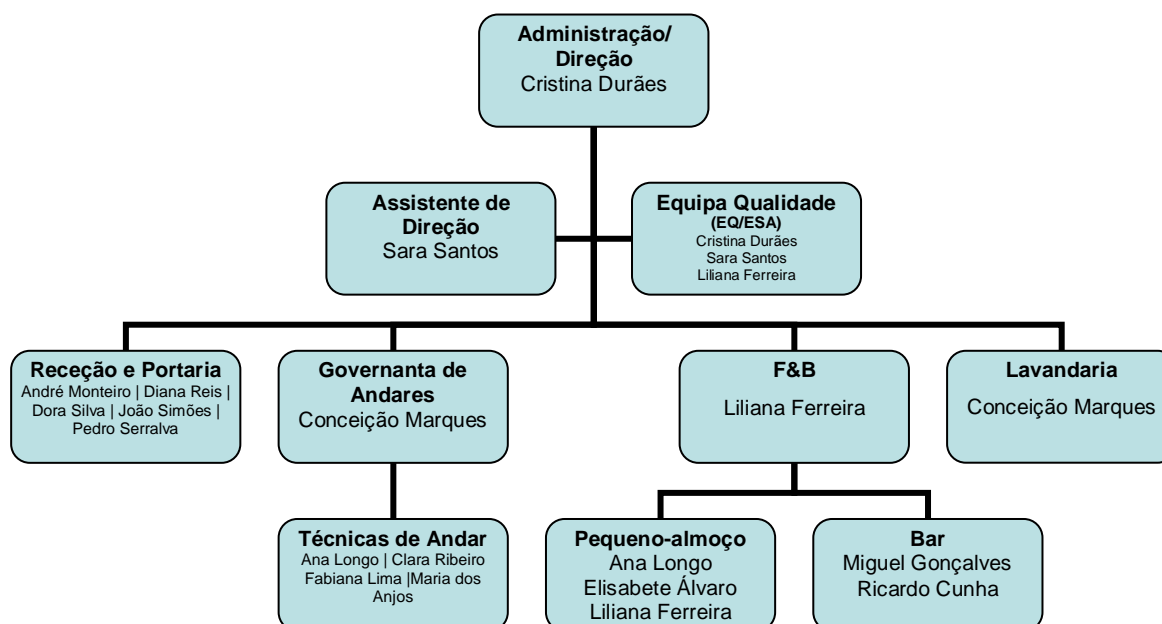 Administração/
Direção
Cristina Durães
Assistente de
Direção
Sara Santos
Equipa Qualidade
(EQ/ESA)
Cristina Durães
Sara Santos
Liliana Ferreira
Receção e Portaria
André Monteiro | Diana Reis |
Dora Silva | João Simões |
Pedro Serralva
Governanta de
Andares
Conceição Marques
F&B
Liliana Ferreira
Lavandaria
Conceição Marques
Técnicas de Andar
Ana Longo | Clara Ribeiro
Fabiana Lima |Maria dos
Anjos
Pequeno-almoço
Ana Longo
Elisabete Álvaro
Liliana Ferreira
Bar
Miguel Gonçalves
Ricardo Cunha